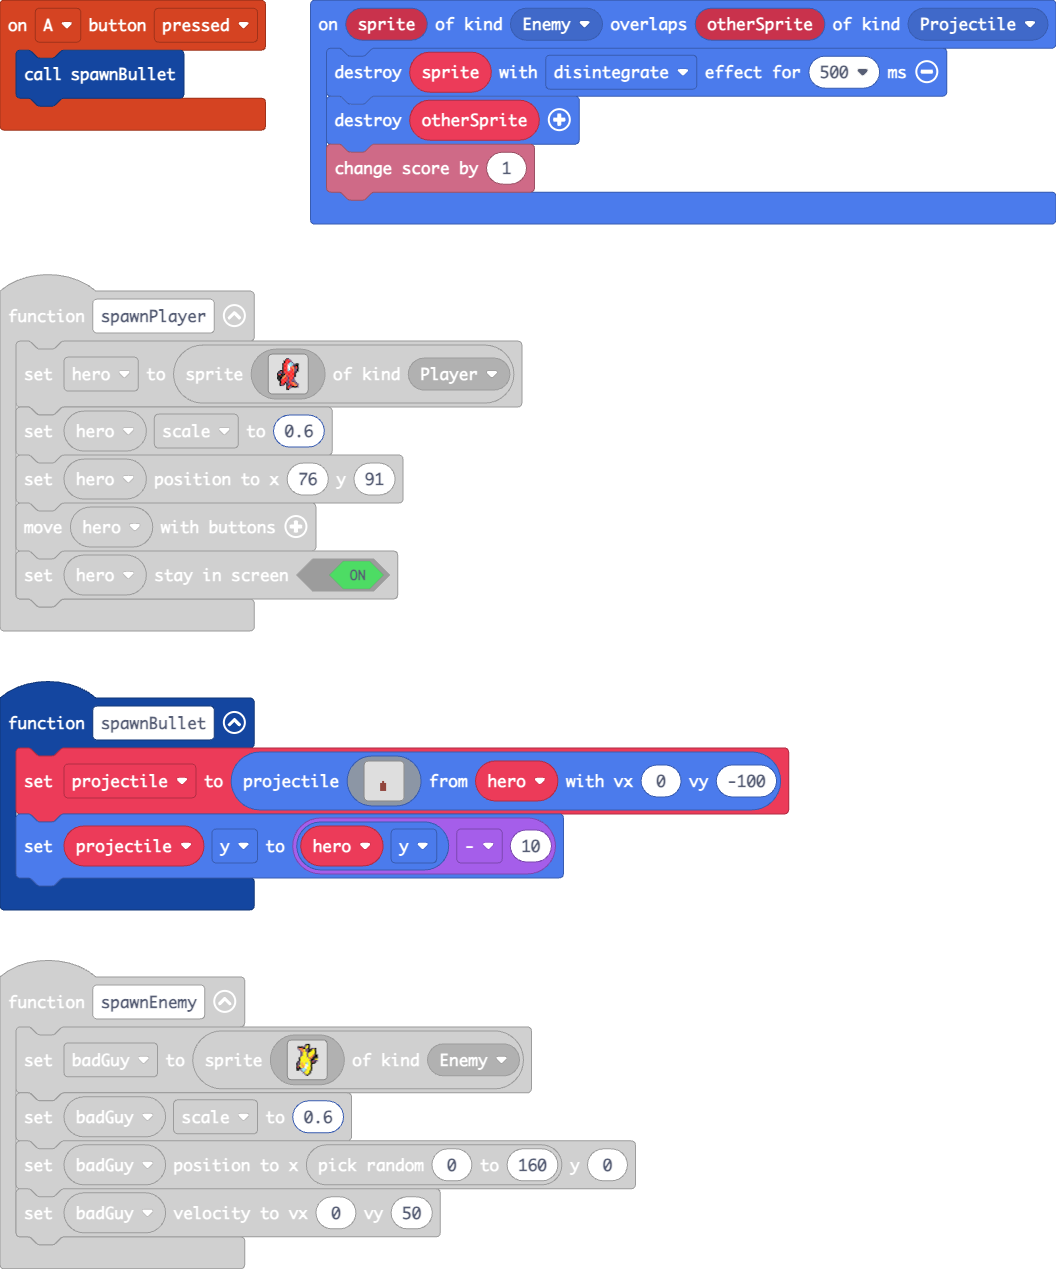 on A button pressed
call spawnBullet
on sprite of kind Enemy overlaps otherSprite of kind Projectile
destroy sprite with disintegrate effect for 500 ms
destroy otherSprite
change score by 1
function spawnPlayer
set hero to sprite of kind Player
set hero scale to 0.6
set hero position to x 76 y 91
move hero with buttons
set hero stay in screen ON
function spawnBullet
set projectile to projectile from hero with vx 0 vy -100
set projectile y to hero y - 10
function spawnEnemy
set badGuy to sprite of kind Enemy
set badGuy scale to 0.6
set badGuy position to x pick random 0 to 160 y 0
set badGuy velocity to vx 0 vy 50